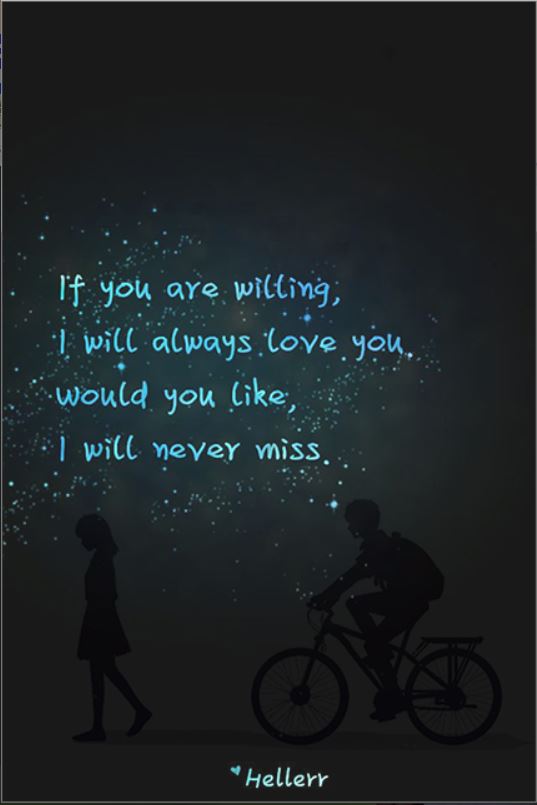 If you are willing,
I will always love you.
would you like,
I will never miss.
Hellerr